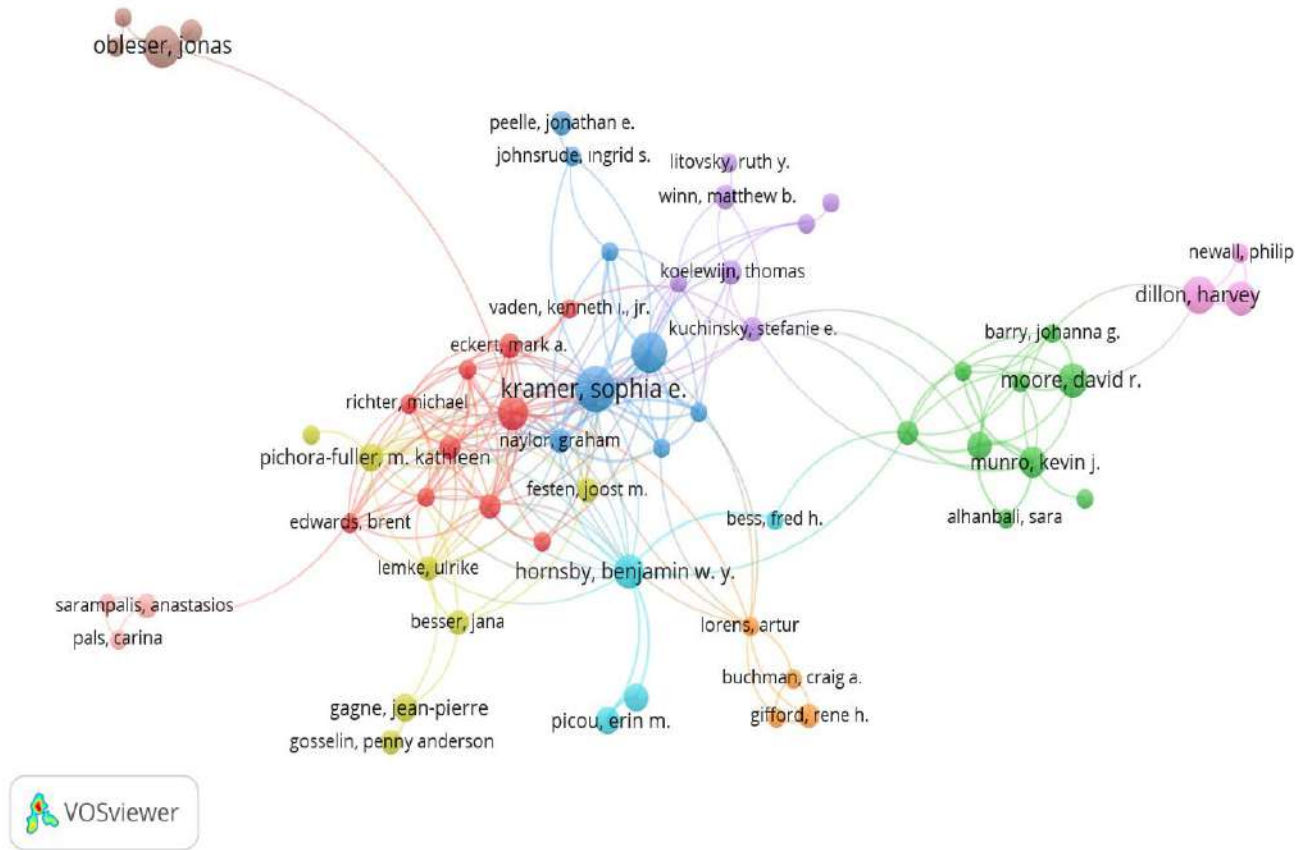 obleser, jonas
peelle, jonathan e.
johnsrude, ingrid s.
litovsky, ruth y.
winn, matthew b.
newall, philip
koelewijn, thomas
dillon, harvey
vaden, kenneth i., jr.
kuchinsky, stefanie e.
barry, johanna g.
eckert, mark a.
moore, david r.
kramer, sophia e.
richter, michael
naylor, graham
pichora-fuller, m. kathleen
munro, kevin j.
festen, joost m.
edwards, brent
bess, fred h.
alhanbali, sara
lemke, ulrike
hornsby, benjamin w. y.
sarampalis, anastasios
besser, jana
lorens, artur
pals, carina
buchman, craig a.
gagne, jean-pierre
picou, erin m.
gifford, rene h.
gosselin, penny anderson
VOSviewer